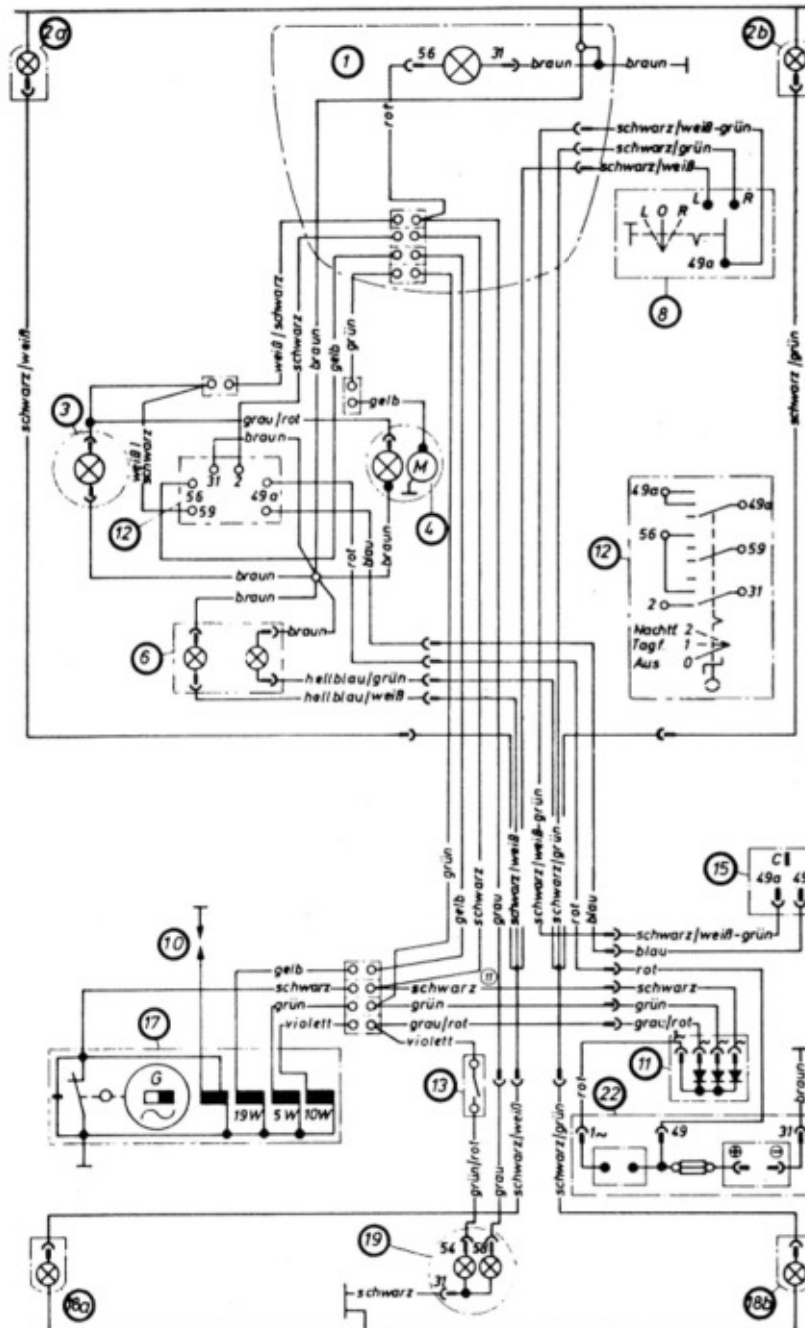 2a
1
56
31
braun
braun
2b
rot
schwarz/weiß-grün
schwarz/grün
schwarz/weiß
L
R
L O R
49a
8
weiß/schwarz
schwarz
braun
gelb
grün
schwarz/weiß
schwarz/grün
3
gelb
grau/rot
braun
weiß/
schwarz
31
2
56
59
49a
M
12
4
rot
blau
braun
braun
braun
braun
6
hellblau/grün
hellblau/weiß
49a
49a
56
59
12
2
31
Nachtf. 2
Tagf. 1
Aus 0
grün
gelb
schwarz
grau
schwarz/weiß
schwarz/weiß-grün
schwarz/grün
rot
blau
15
C
49a
49
schwarz/weiß-grün
blau
rot
10
gelb
schwarz
grün
violett
11
schwarz
grün
grau/rot
violett
schwarz
grün
grau/rot
17
G
19W
5W
10W
13
11
rot
braun
22
1~
49
31
grün/rot
grau
schwarz/weiß
schwarz/grün
19
54
58
31
schwarz
18a
18b